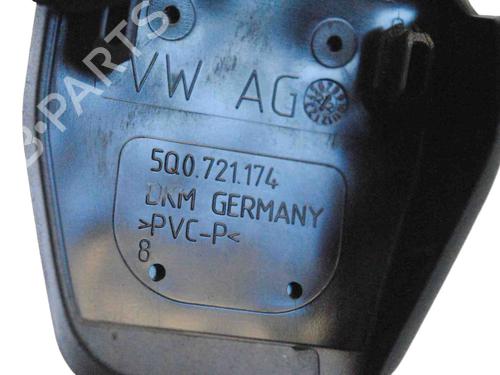 B-PARTS
VW AG
5Q0.721.174
DKM GERMANY
>PVC-P<
8